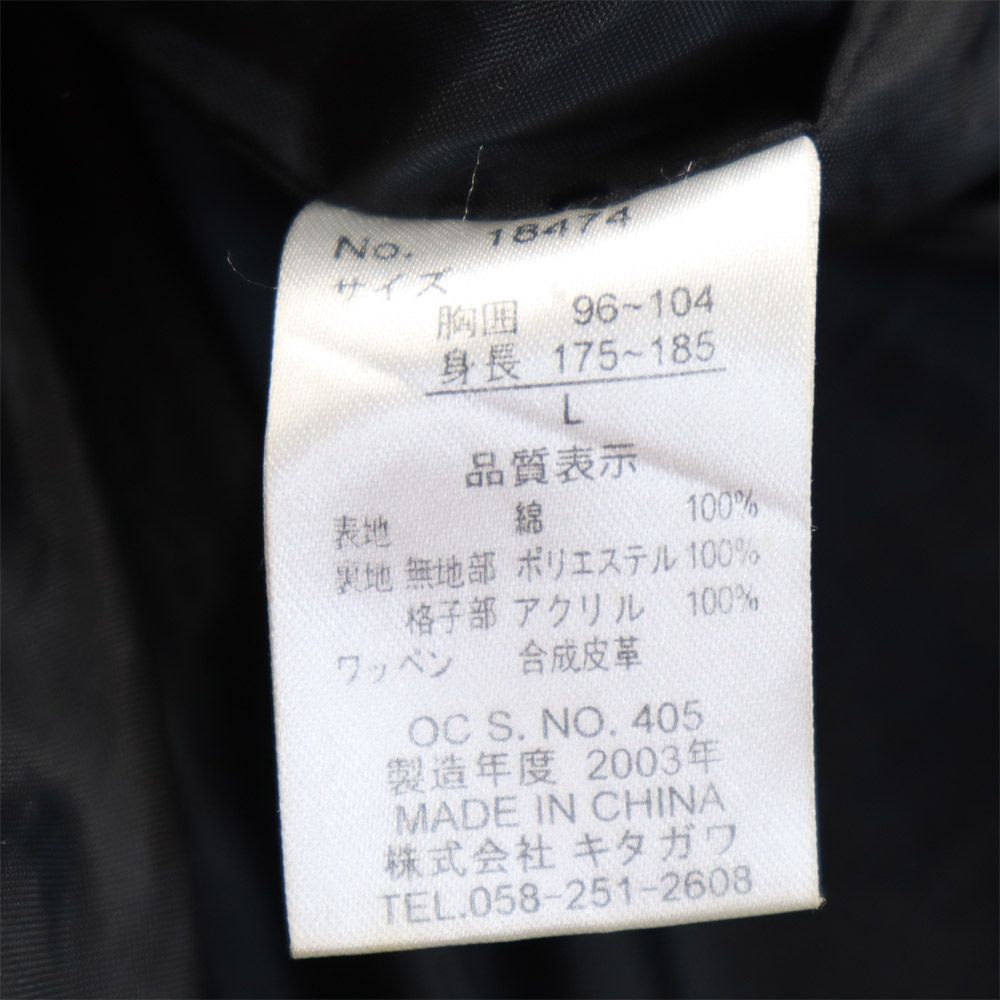 No. 18474
サイズ
胸囲 96~104
身長 175~185
L
品質表示
表地 綿 100%
裏地 無地部 ポリエステル 100%
格子部 アクリル 100%
ワッペン 合成皮革
OC S. NO. 405
製造年度 2003年
MADE IN CHINA
株式会社 キタガワ
TEL.058-251-2608